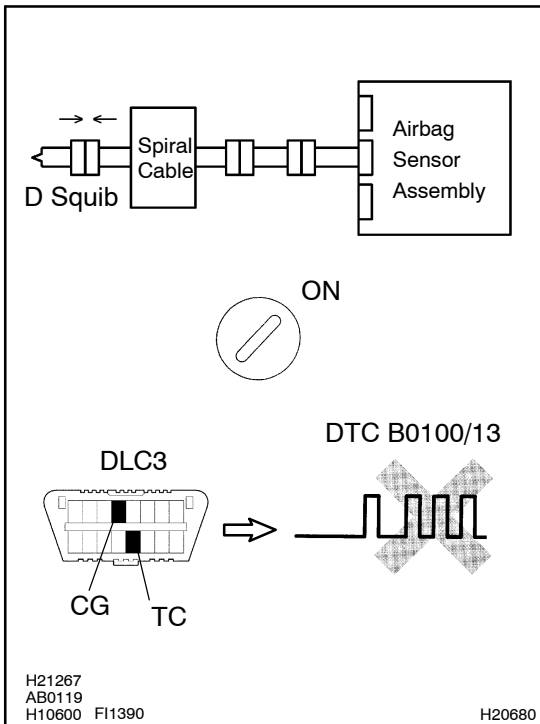 Spiral
Cable
D Squib
Airbag
Sensor
Assembly
ON
DTC B0100/13
DLC3
CG
TC
H21267
AB0119
H10600 FI1390
H20680